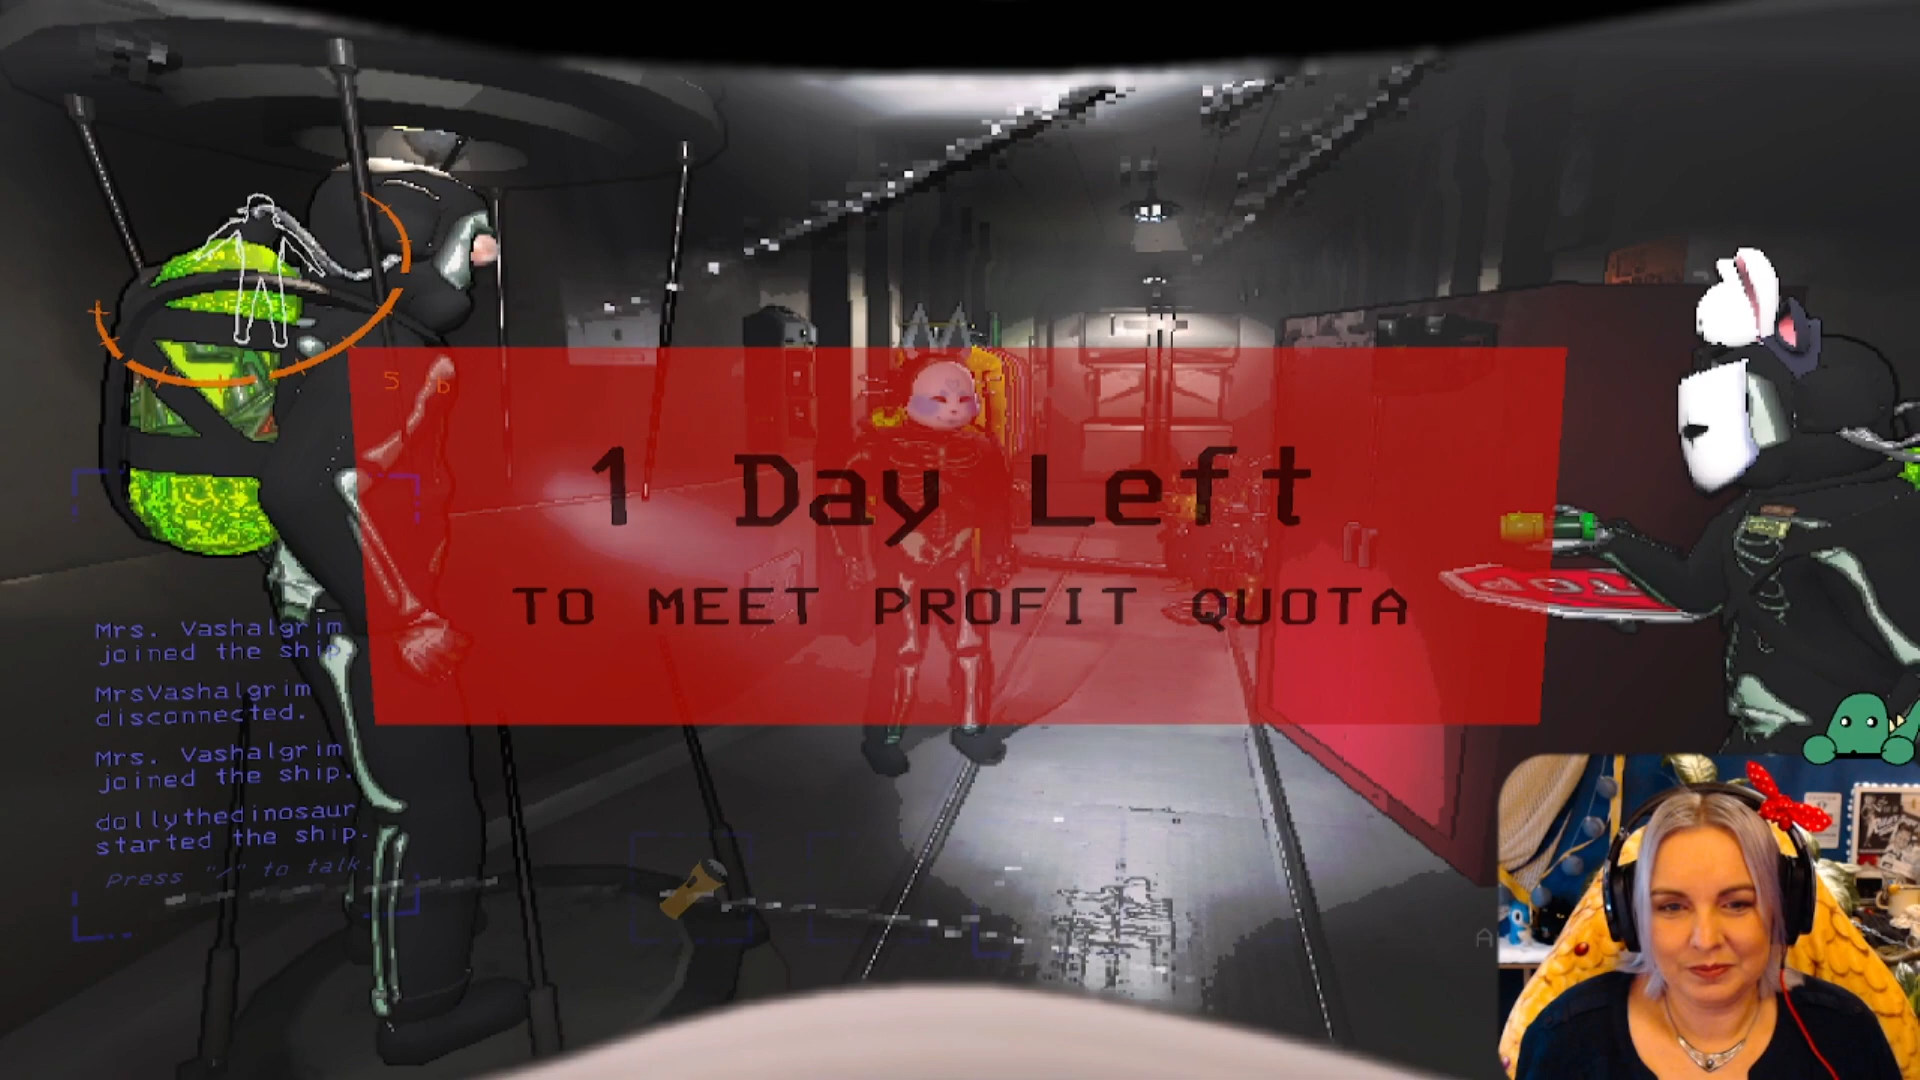 1 Day Left
TO MEET PROFIT QUOTA
Mrs. Vashalgrim
joined the ship
MrsVashalgrim
disconnected.
Mrs. Vashalgrim
joined the ship.
dollythedinosaur
started the ship.
Press "/" to talk.